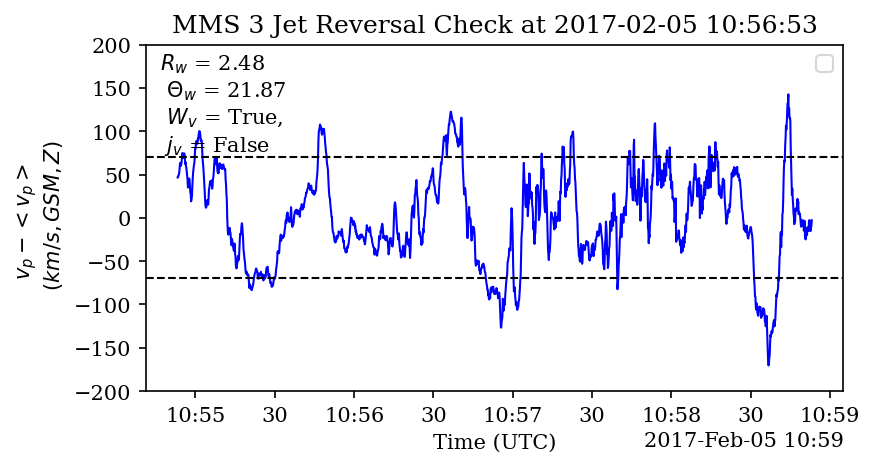 MMS 3 Jet Reversal Check at 2017-02-05 10:56:53
R_w = 2.48
Θ_w = 21.87
W_v = True,
j_v = False
200
150
100
50
0
−50
−100
−150
−200
v_p − < v_p >
(km/s, GSM, Z)
10:55 30 10:56 30 10:57 30 10:58 30 10:59
Time (UTC)
2017-Feb-05 10:59